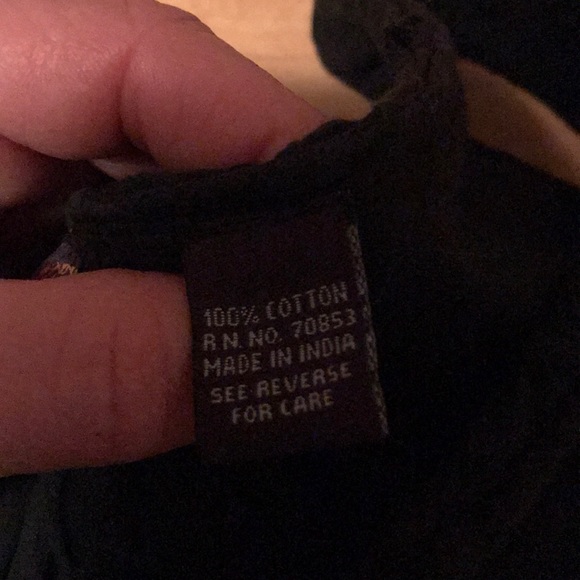 100% COTTON
R N. NO. 70853
MADE IN INDIA
SEE REVERSE
FOR CARE